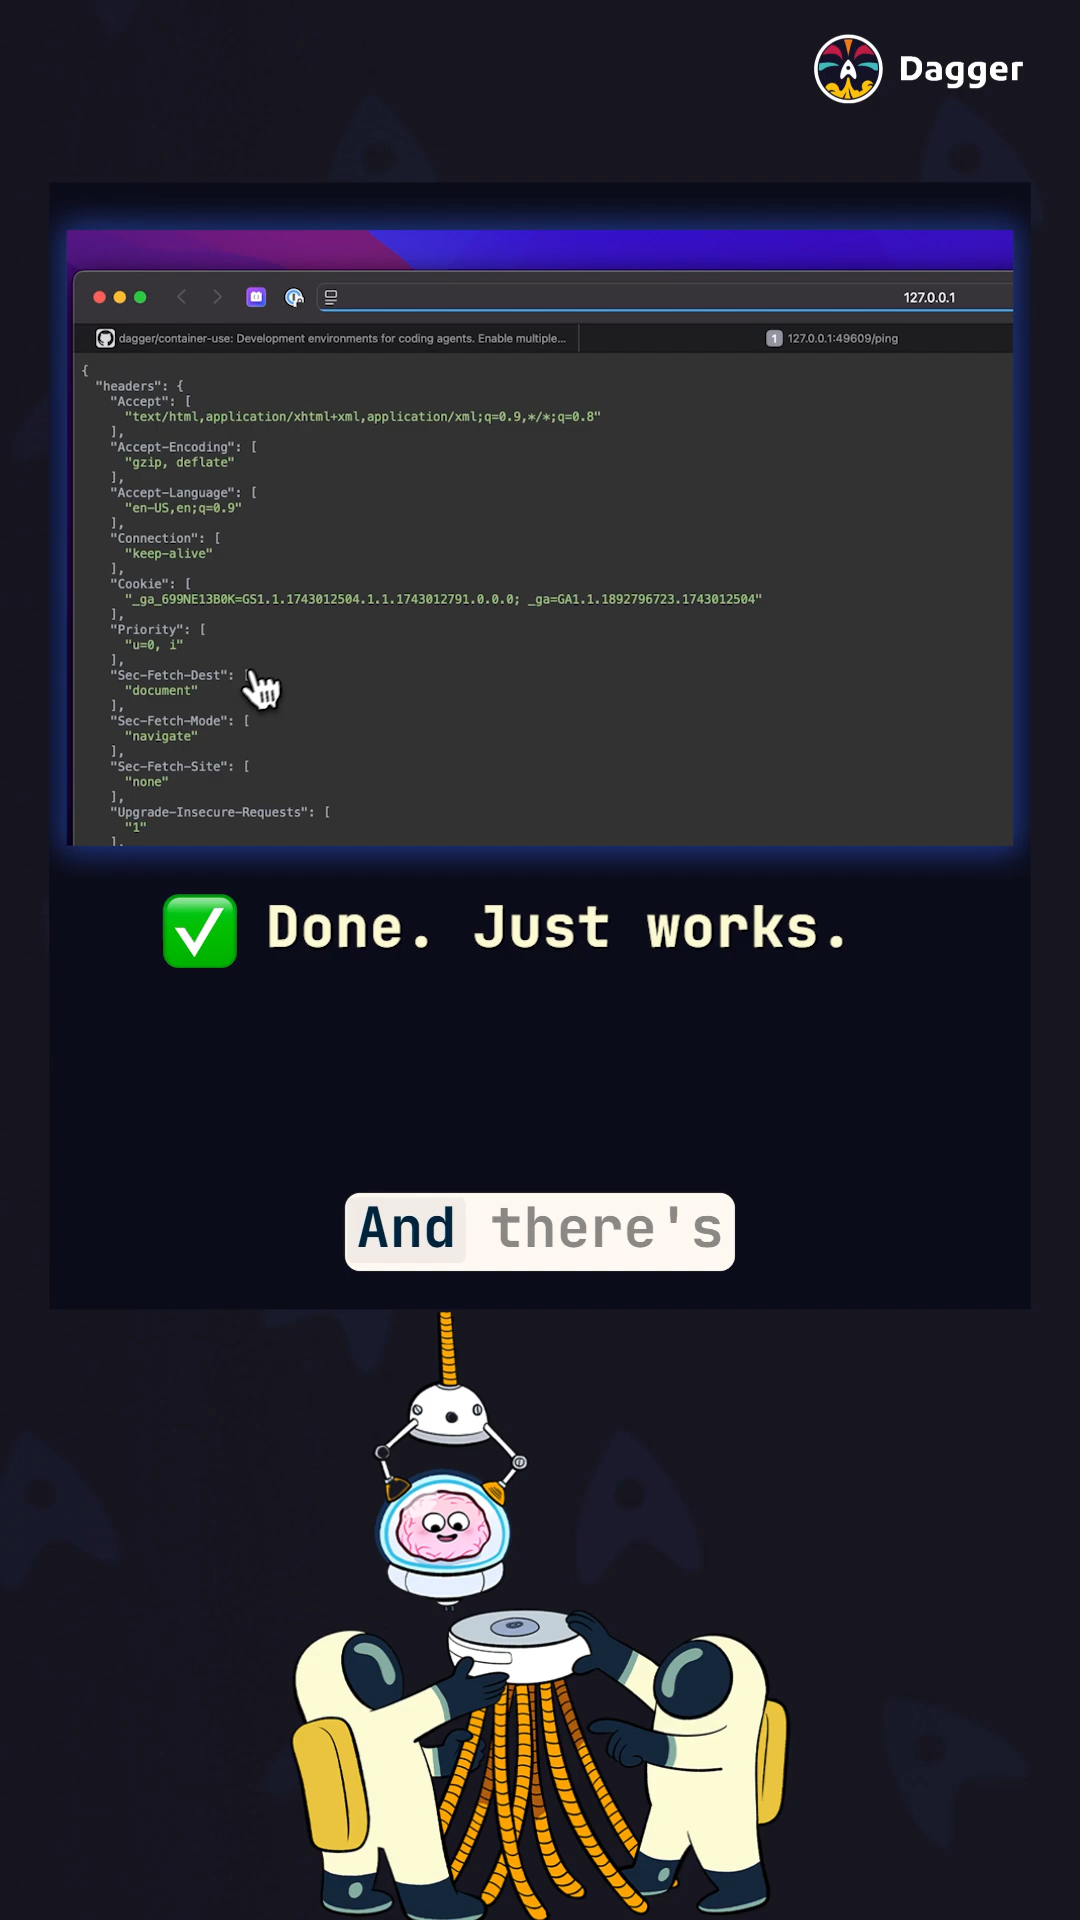 Dagger
127.0.0.1
dagger/container-use: Development environments for coding agents. Enable multiple...
1 127.0.0.1:49609/ping
{
"headers": {
"Accept": [
"text/html,application/xhtml+xml,application/xml;q=0.9,*/*;q=0.8"
],
"Accept-Encoding": [
"gzip, deflate"
],
"Accept-Language": [
"en-US,en;q=0.9"
],
"Connection": [
"keep-alive"
],
"Cookie": [
"_ga_699NE13B0K=GS1.1.1743012504.1.1.1743012791.0.0.0; _ga=GA1.1.1892796723.1743012504"
],
"Priority": [
"u=0, i"
],
"Sec-Fetch-Dest": [
"document"
],
"Sec-Fetch-Mode": [
"navigate"
],
"Sec-Fetch-Site": [
"none"
],
"Upgrade-Insecure-Requests": [
"1"
],
✅ Done. Just works.
And there's